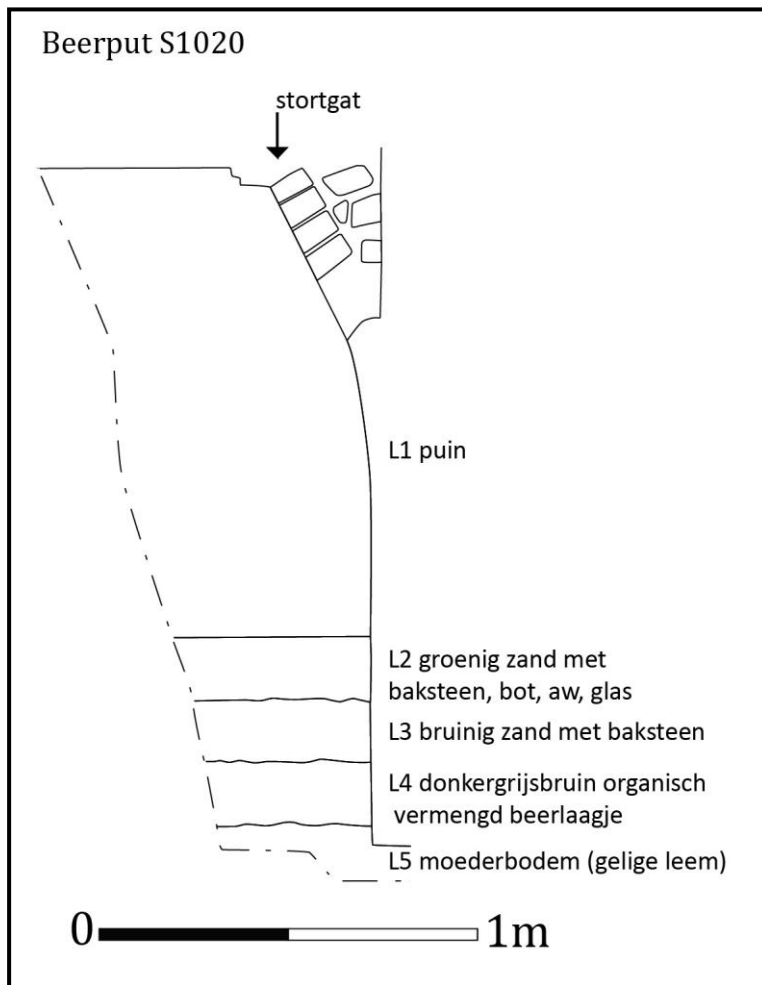 Beerput S1020
stortgat
L1 puin
L2 groenig zand met
baksteen, bot, aw, glas
L3 bruinig zand met baksteen
L4 donkergrijsbruin organisch
vermengd beerlaagje
L5 moederbodem (gelige leem)
0 1m